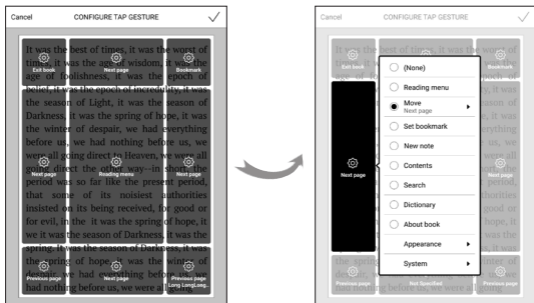 Cancel CONFIGURE TAP GESTURE
It was the best of times, it was the worst of
times, it was the age of wisdom, it was the
Exit book Next page Bookmark
age of foolishness, it was the epoch of
belief, it was the epoch of incredulity, it was
the season of Light, it was the season of
Darkness, it was the spring of hope, it was
the winter of despair, we had everything
before us, we had nothing before us, we
were all going direct to Heaven, we were all
going direct the other way--in short, the
Next page Reading menu Next page
period was so far like the present period,
that some of its noisiest authorities
insisted on its being received, for good or
for evil, in the it was the spring of hope, it
we it was the season of Darkness, it was the
spring. It was the season of Darkness, it was
the spring of hope, it was the winter of
despair, we had everything before us, we
Previous page Next page Previous page
Long LangLang..
had nothing before us, we were all going
Cancel CONFIGURE TAP GESTURE
Exit book Bookmark
(None)
Reading menu
Move
Next page
Set bookmark
New note
Contents
Search
Dictionary
About book
Appearance
System
Next page
Next page
Previous page Not Specified Previous page